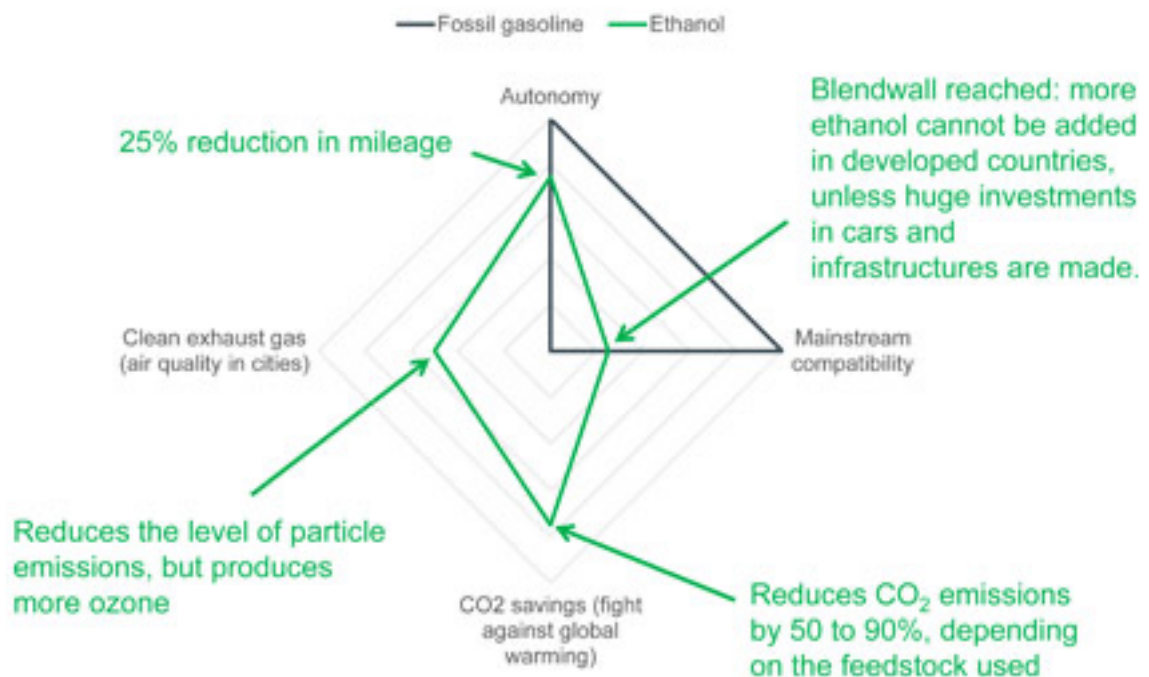 Fossil gasoline Ethanol
Autonomy
25% reduction in mileage
Blendwall reached: more
ethanol cannot be added
in developed countries,
unless huge investments
in cars and
infrastructures are made.
Clean exhaust gas
(air quality in cities)
Mainstream
compatibility
Reduces the level of particle
emissions, but produces
more ozone
CO2 savings (fight
against global
warming)
Reduces CO₂ emissions
by 50 to 90%, depending
on the feedstock used